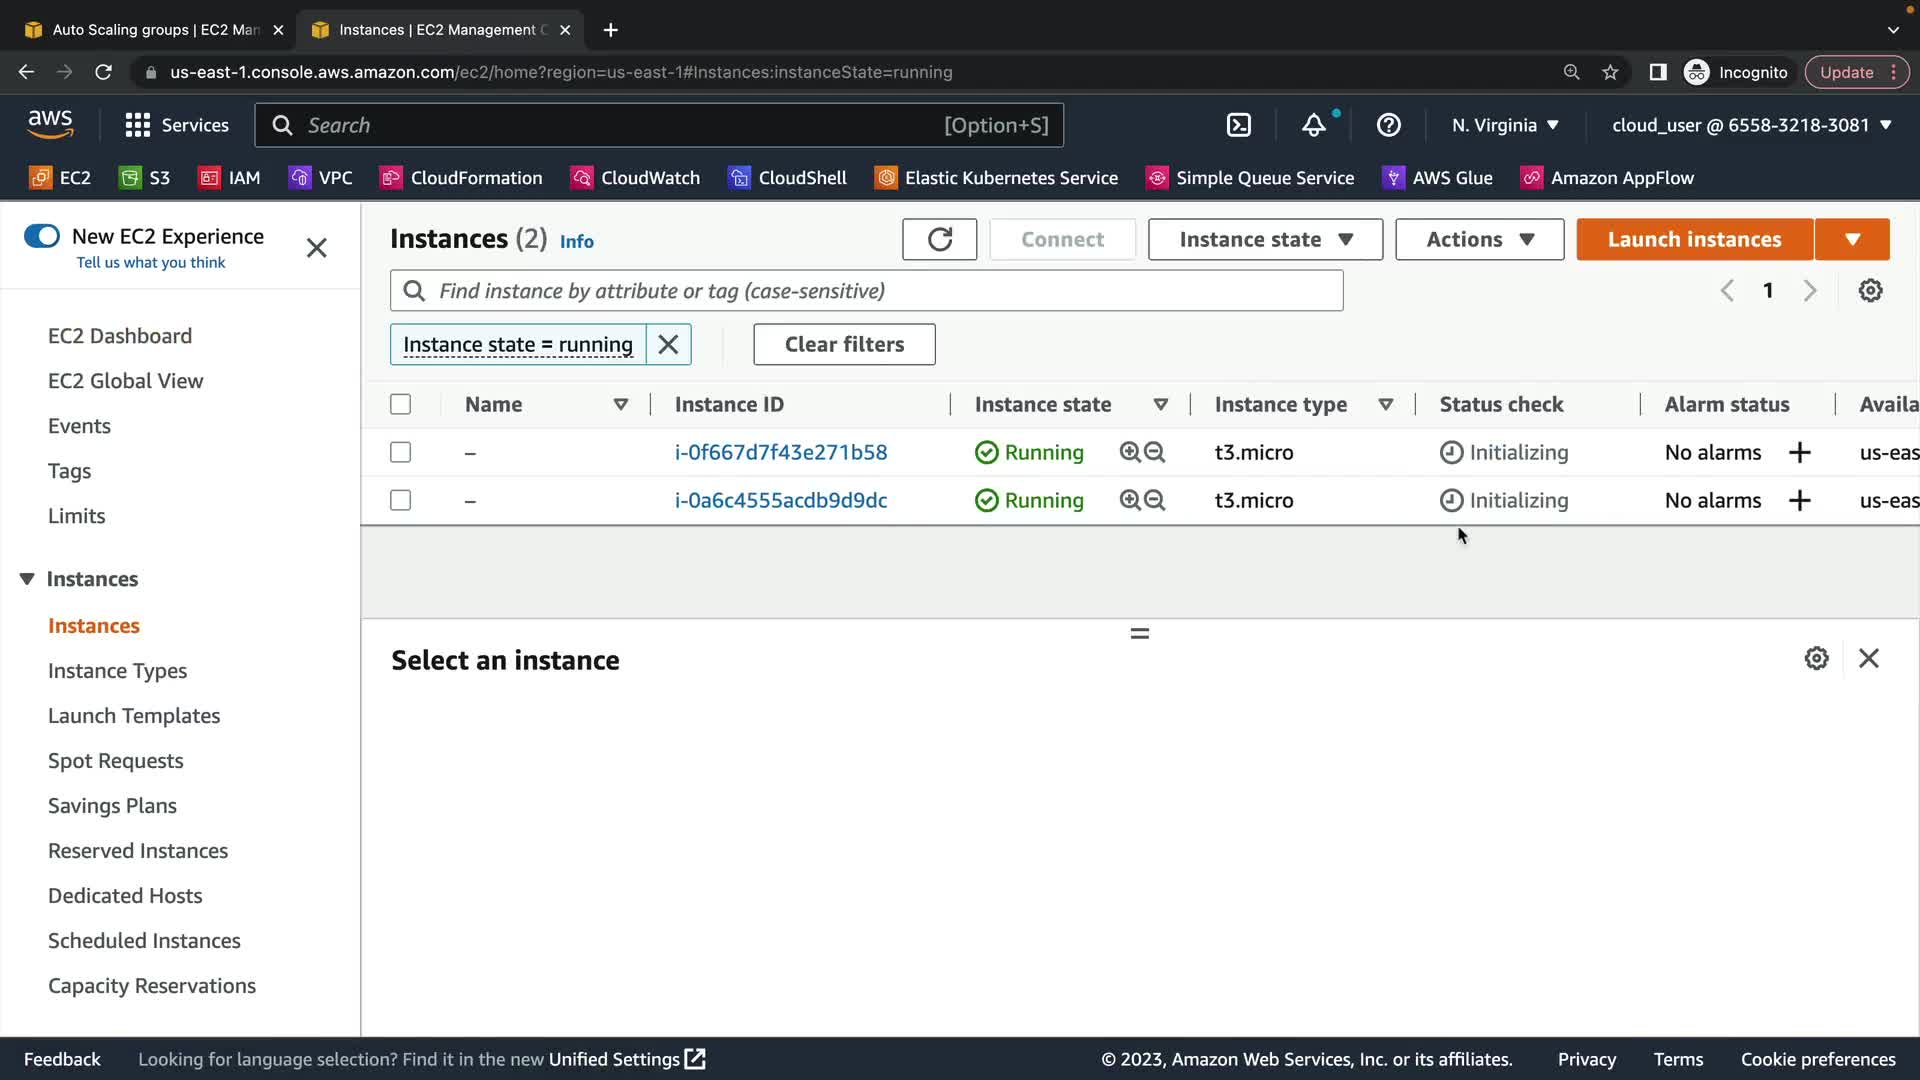 Auto Scaling groups | EC2 Man
Instances | EC2 Management C
us-east-1.console.aws.amazon.com/ec2/home?region=us-east-1#Instances:instanceState=running
Incognito
Update
aws
Services
Search
[Option+S]
N. Virginia
cloud_user @ 6558-3218-3081
EC2
S3
IAM
VPC
CloudFormation
CloudWatch
CloudShell
Elastic Kubernetes Service
Simple Queue Service
AWS Glue
Amazon AppFlow
New EC2 Experience
Tell us what you think
EC2 Dashboard
EC2 Global View
Events
Tags
Limits
Instances
Instances
Instance Types
Launch Templates
Spot Requests
Savings Plans
Reserved Instances
Dedicated Hosts
Scheduled Instances
Capacity Reservations
Instances (2) Info
Connect
Instance state
Actions
Launch instances
Find instance by attribute or tag (case-sensitive)
1
Instance state = running
Clear filters
Name Instance ID Instance state Instance type Status check Alarm status Availa
– i-0f667d7f43e271b58 Running t3.micro Initializing No alarms + us-eas
– i-0a6c4555acdb9d9dc Running t3.micro Initializing No alarms + us-eas
Select an instance
Feedback
Looking for language selection? Find it in the new Unified Settings
© 2023, Amazon Web Services, Inc. or its affiliates.
Privacy
Terms
Cookie preferences